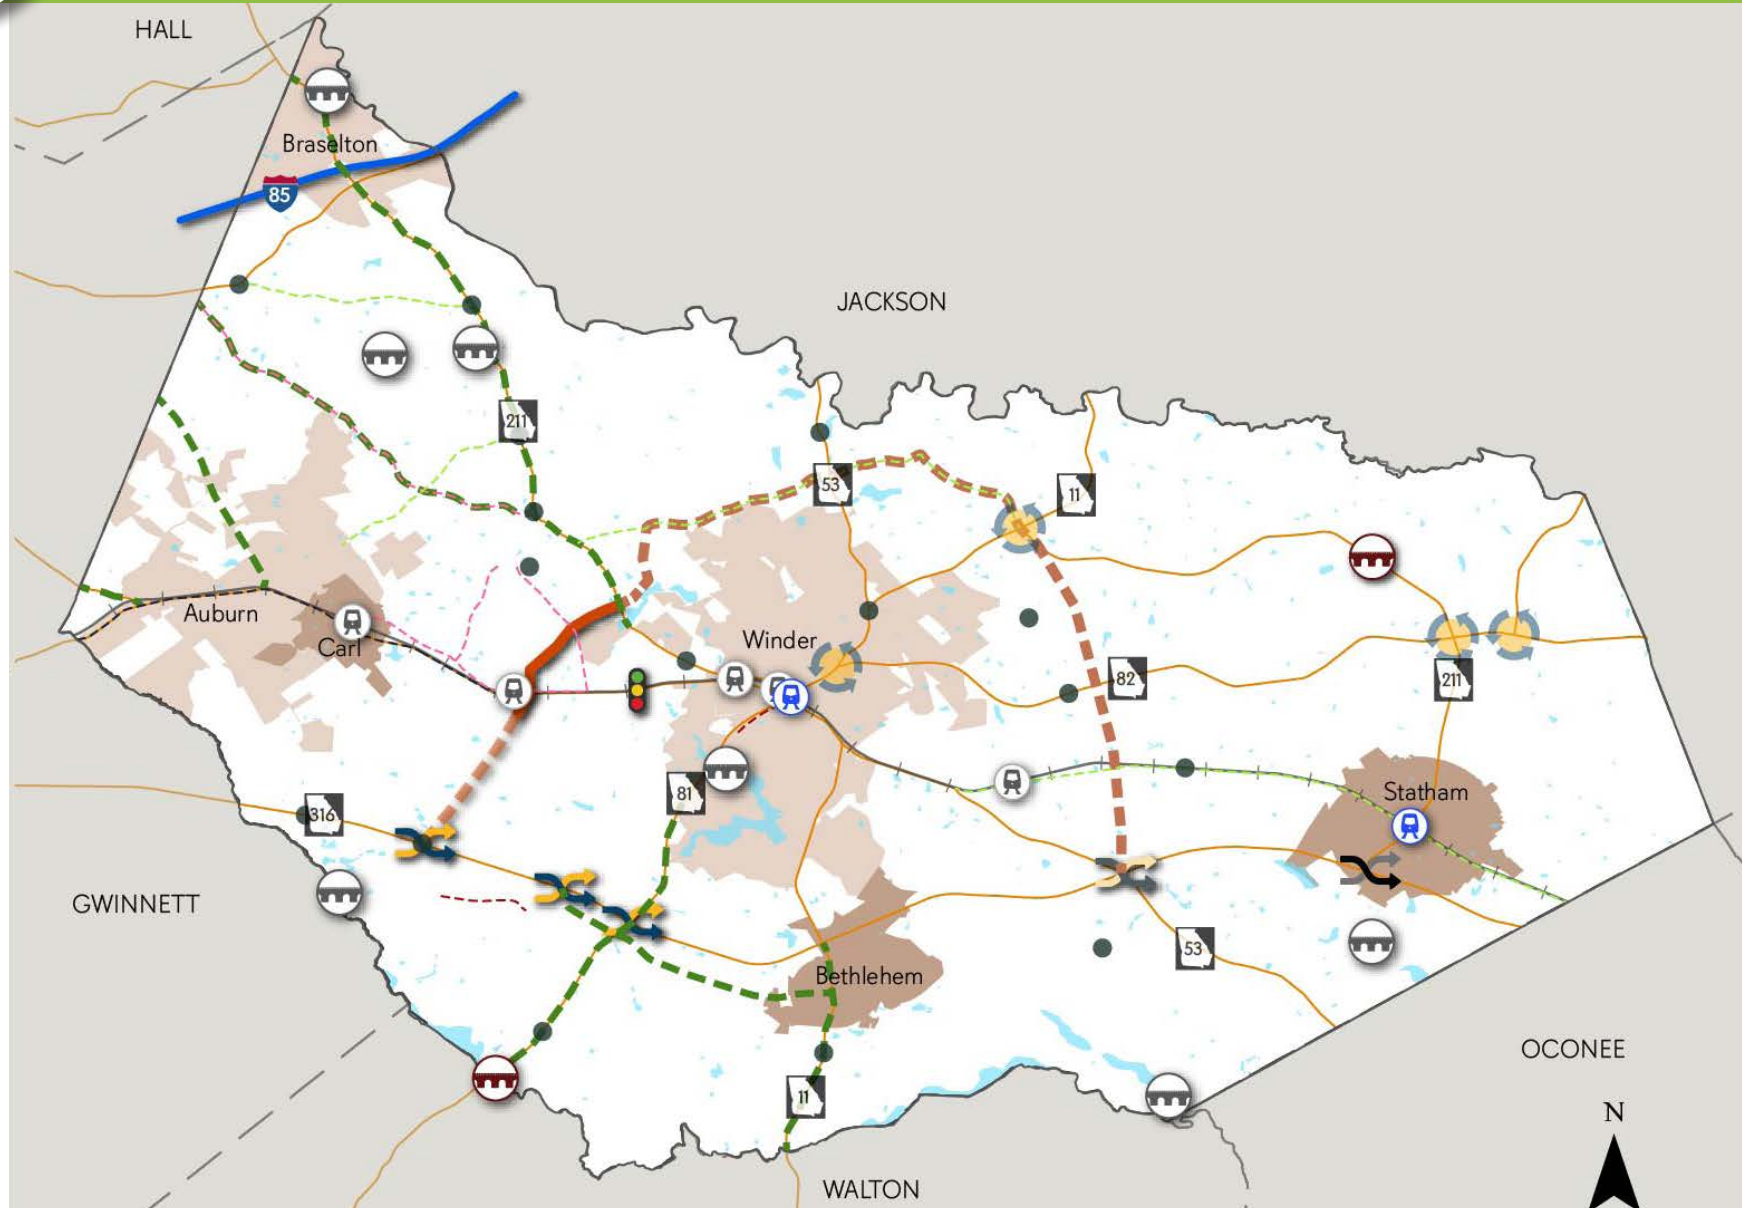 HALL
Braselton
85
JACKSON
211
53
11
Auburn
Carl
Winder
82
211
81
316
Statham
GWINNETT
53
Bethlehem
OCONEE
11
N
WALTON